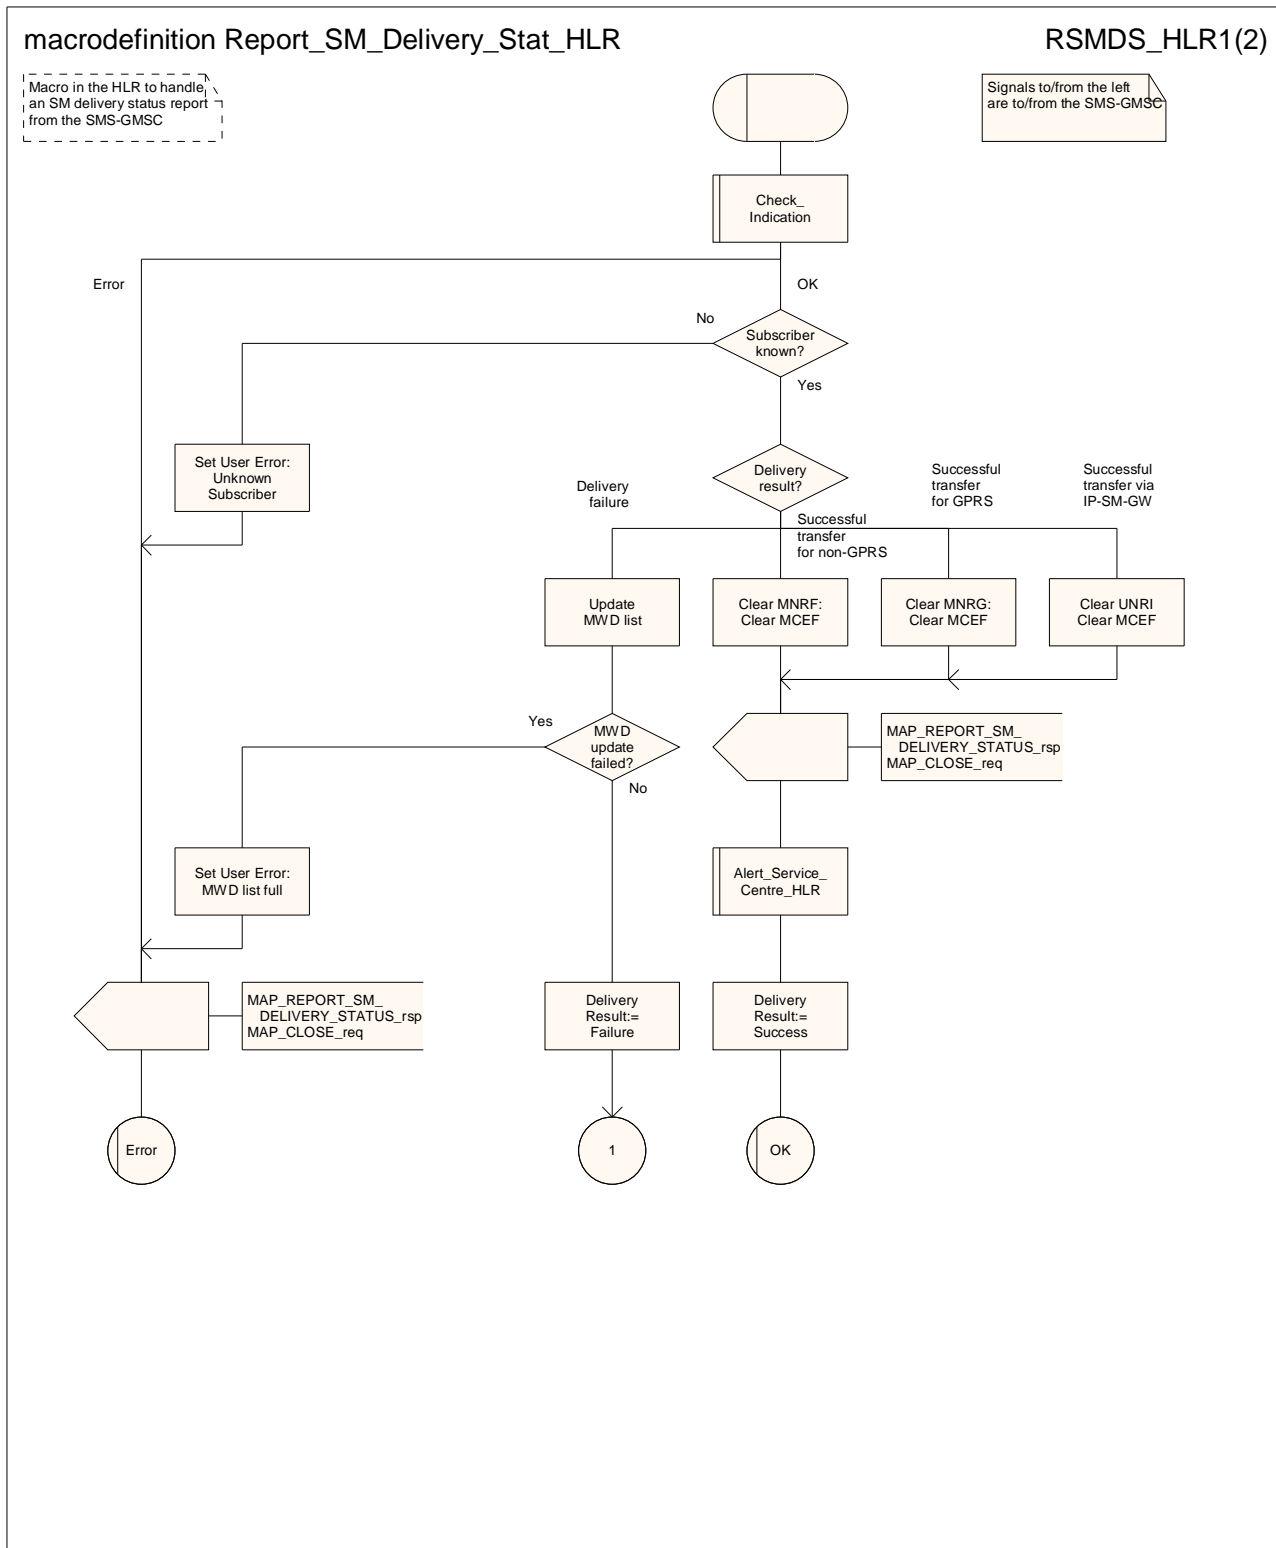 macrodefinition Report_SM_Delivery_Stat_HLR
RSMDS_HLR1(2)
Macro in the HLR to handle
an SM delivery status report
from the SMS-GMSC
Signals to/from the left
are to/from the SMS-GMSC
Check_
Indication
Error
OK
No
Subscriber
known?
Yes
Set User Error:
Unknown
Subscriber
Delivery
result?
Delivery
failure
Successful
transfer
for non-GPRS
Successful
transfer
for GPRS
Successful
transfer via
IP-SM-GW
Update
MWD list
Clear MNRF:
Clear MCEF
Clear MNRG:
Clear MCEF
Clear UNRI
Clear MCEF
Yes
MWD
update
failed?
No
MAP_REPORT_SM_
DELIVERY_STATUS_rsp
MAP_CLOSE_req
Set User Error:
MWD list full
Alert_Service_
Centre_HLR
MAP_REPORT_SM_
DELIVERY_STATUS_rsp
MAP_CLOSE_req
Delivery
Result:=
Failure
Delivery
Result:=
Success
Error
1
OK